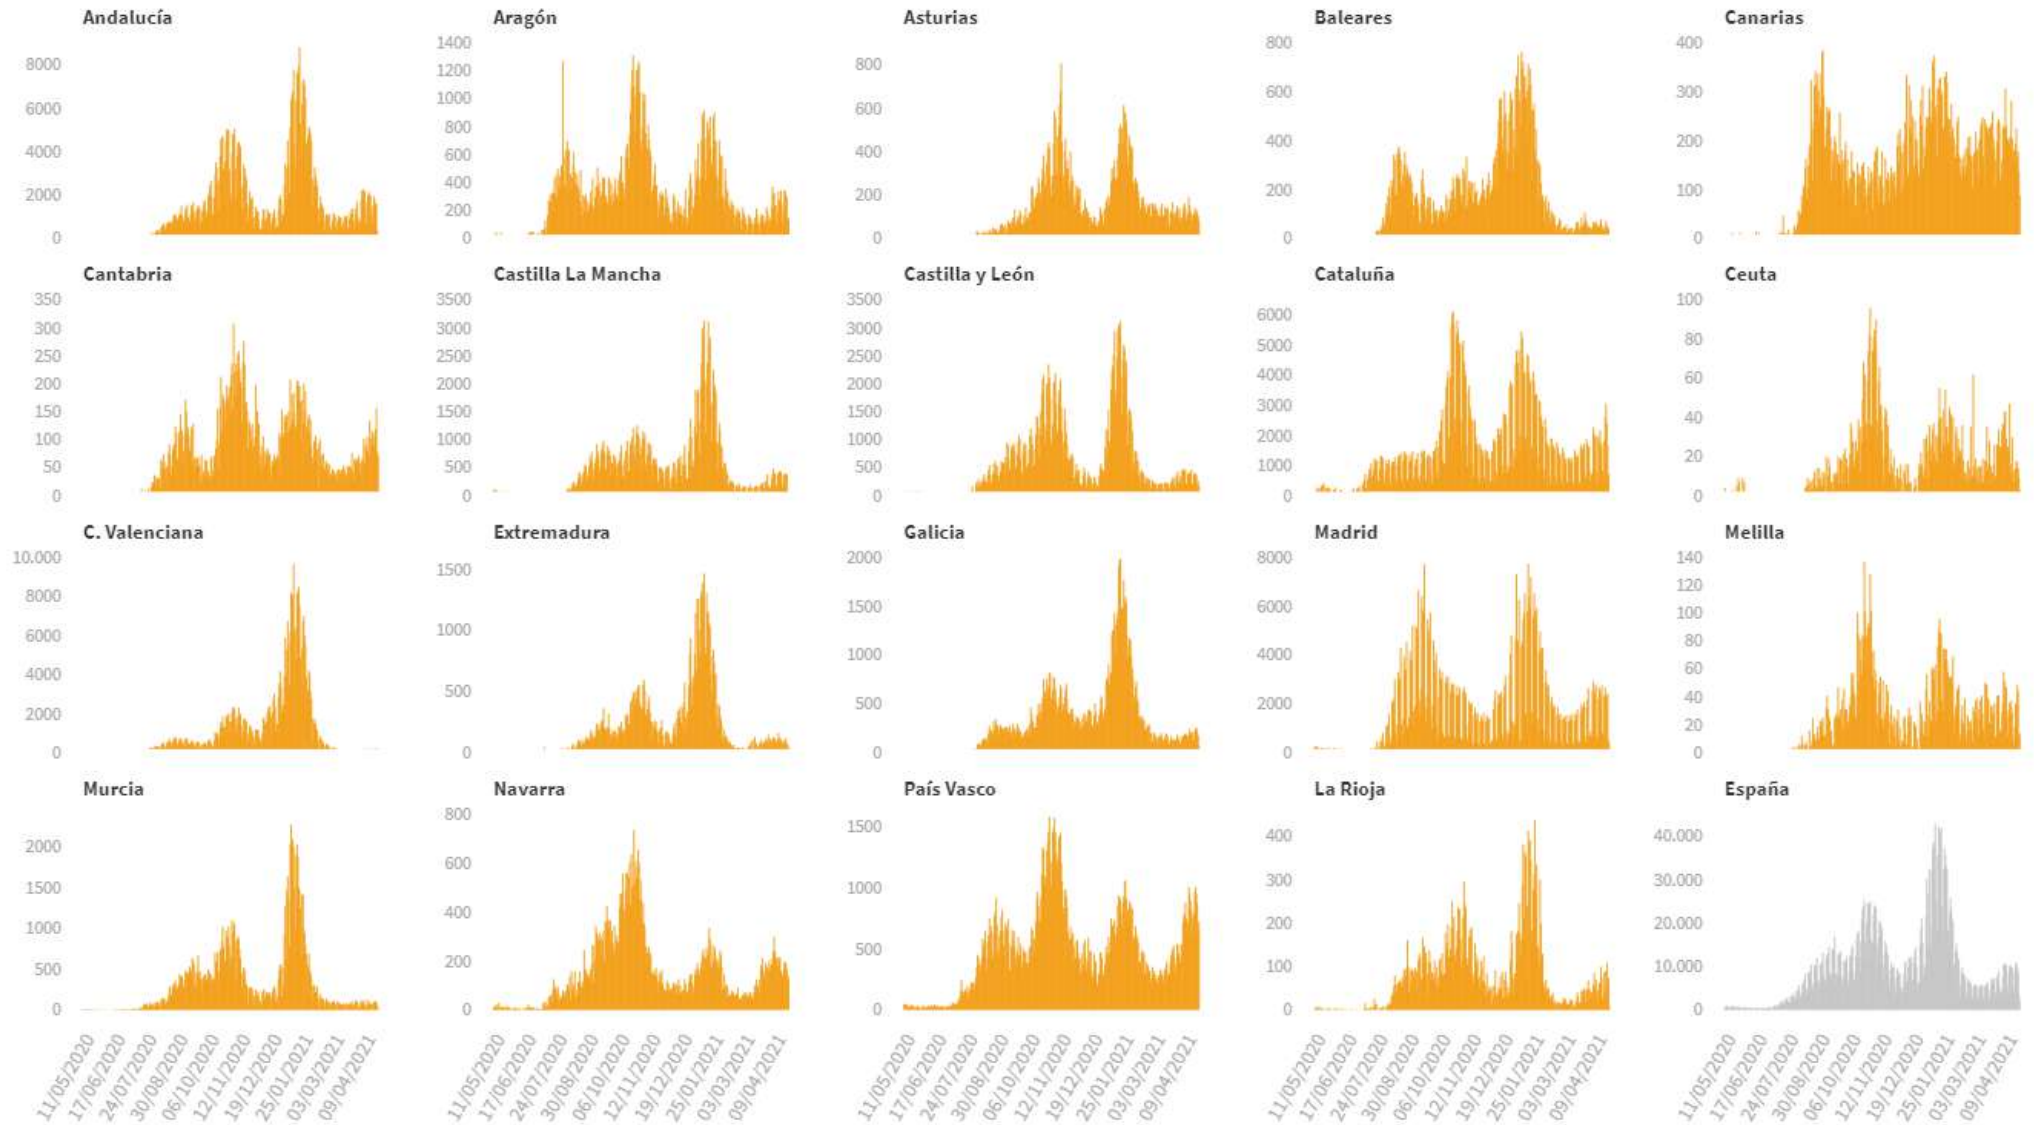 Andalucía Aragón Asturias Baleares Canarias
8000 6000 4000 2000 0
1400 1200 1000 800 600 400 200 0
800 600 400 200 0
800 600 400 200 0
400 300 200 100 0
Cantabria Castilla La Mancha Castilla y León Cataluña Ceuta
350 300 250 200 150 100 50 0
3500 3000 2500 2000 1500 1000 500 0
3500 3000 2500 2000 1500 1000 500 0
6000 5000 4000 3000 2000 1000 0
100 80 60 40 20 0
C. Valenciana Extremadura Galicia Madrid Melilla
10.000 8000 6000 4000 2000 0
1500 1000 500 0
2000 1500 1000 500 0
8000 6000 4000 2000 0
140 120 100 80 60 40 20 0
Murcia Navarra País Vasco La Rioja España
2000 1500 1000 500 0
800 600 400 200 0
1500 1000 500 0
400 300 200 100 0
40.000 30.000 20.000 10.000 0
11/05/2020 17/06/2020 24/07/2020 30/08/2020 06/10/2020 12/11/2020 19/12/2020 25/01/2021 03/03/2021 09/04/2021
11/05/2020 17/06/2020 24/07/2020 30/08/2020 06/10/2020 12/11/2020 19/12/2020 25/01/2021 03/03/2021 09/04/2021
11/05/2020 17/06/2020 24/07/2020 30/08/2020 06/10/2020 12/11/2020 19/12/2020 25/01/2021 03/03/2021 09/04/2021
11/05/2020 17/06/2020 24/07/2020 30/08/2020 06/10/2020 12/11/2020 19/12/2020 25/01/2021 03/03/2021 09/04/2021
11/05/2020 17/06/2020 24/07/2020 30/08/2020 06/10/2020 12/11/2020 19/12/2020 25/01/2021 03/03/2021 09/04/2021